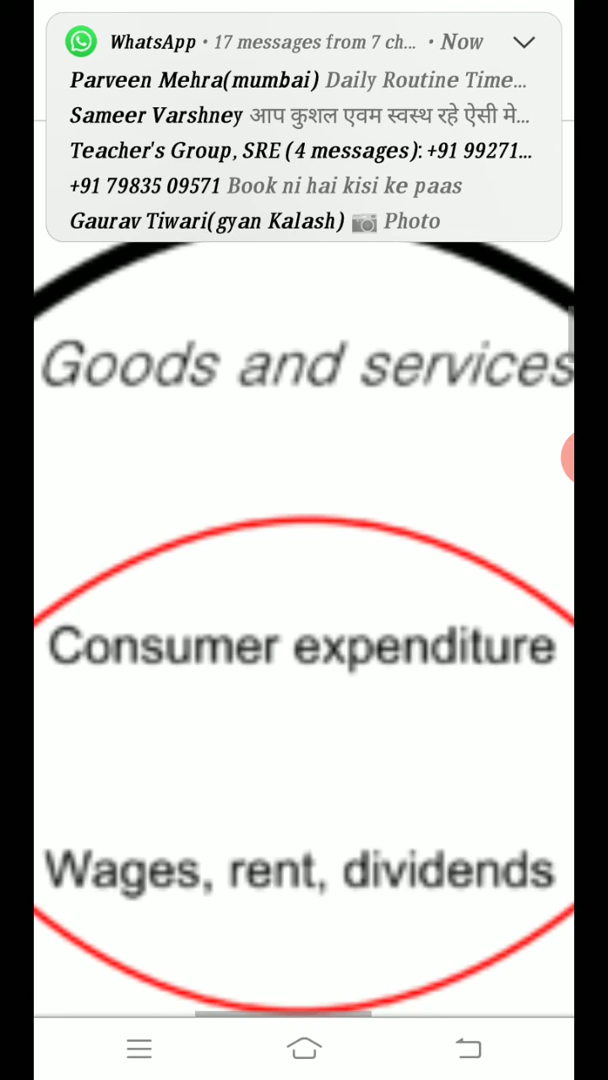 WhatsApp • 17 messages from 7 ch... • Now
Parveen Mehra(mumbai) Daily Routine Time...
Sameer Varshney आप कुशल एवम स्वस्थ रहे ऐसी मे...
Teacher's Group, SRE (4 messages): +91 99271...
+91 79835 09571 Book ni hai kisi ke paas
Gaurav Tiwari(gyan Kalash) 📷 Photo
Goods and services
Consumer expenditure
Wages, rent, dividends